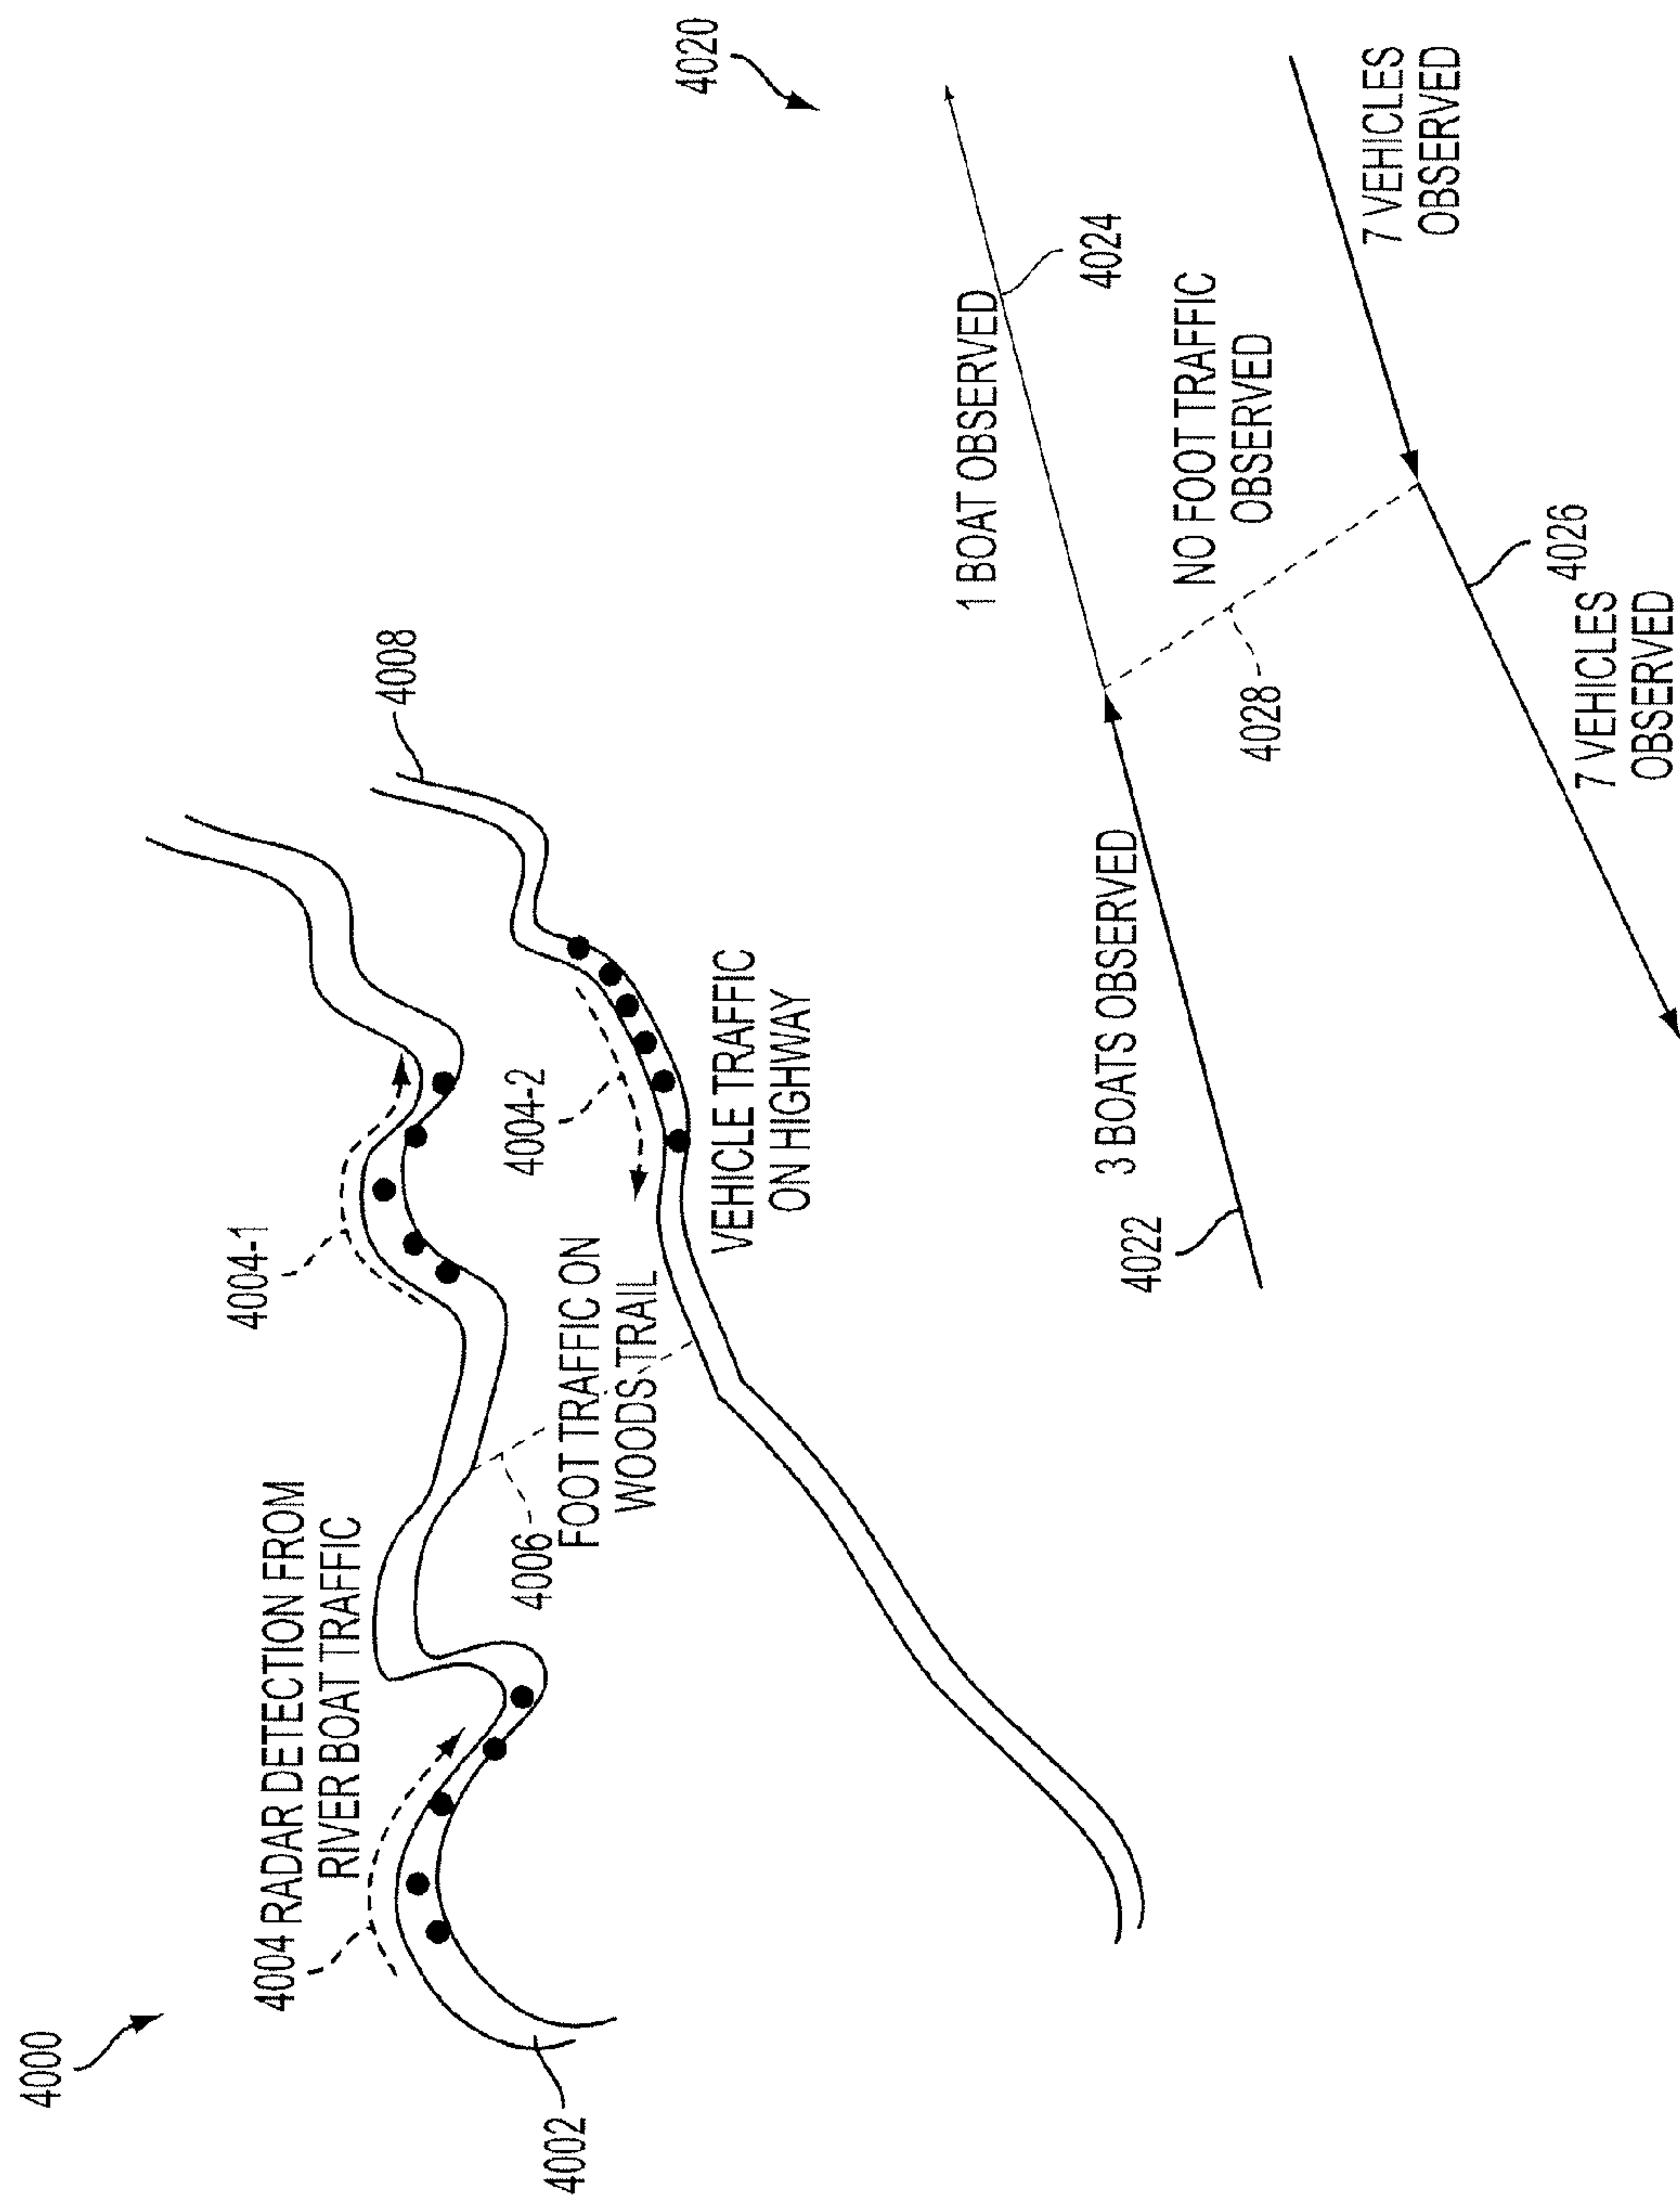 4000
4002
4004 RADAR DETECTION FROM
RIVER BOAT TRAFFIC
4004-1
4006
FOOT TRAFFIC ON
WOODS TRAIL
4004-2
4008
VEHICLE TRAFFIC
ON HIGHWAY
4020
4022
3 BOATS OBSERVED
1 BOAT OBSERVED
4024
4028
NO FOOT TRAFFIC
OBSERVED
7 VEHICLES
OBSERVED
4026
7 VEHICLES
OBSERVED